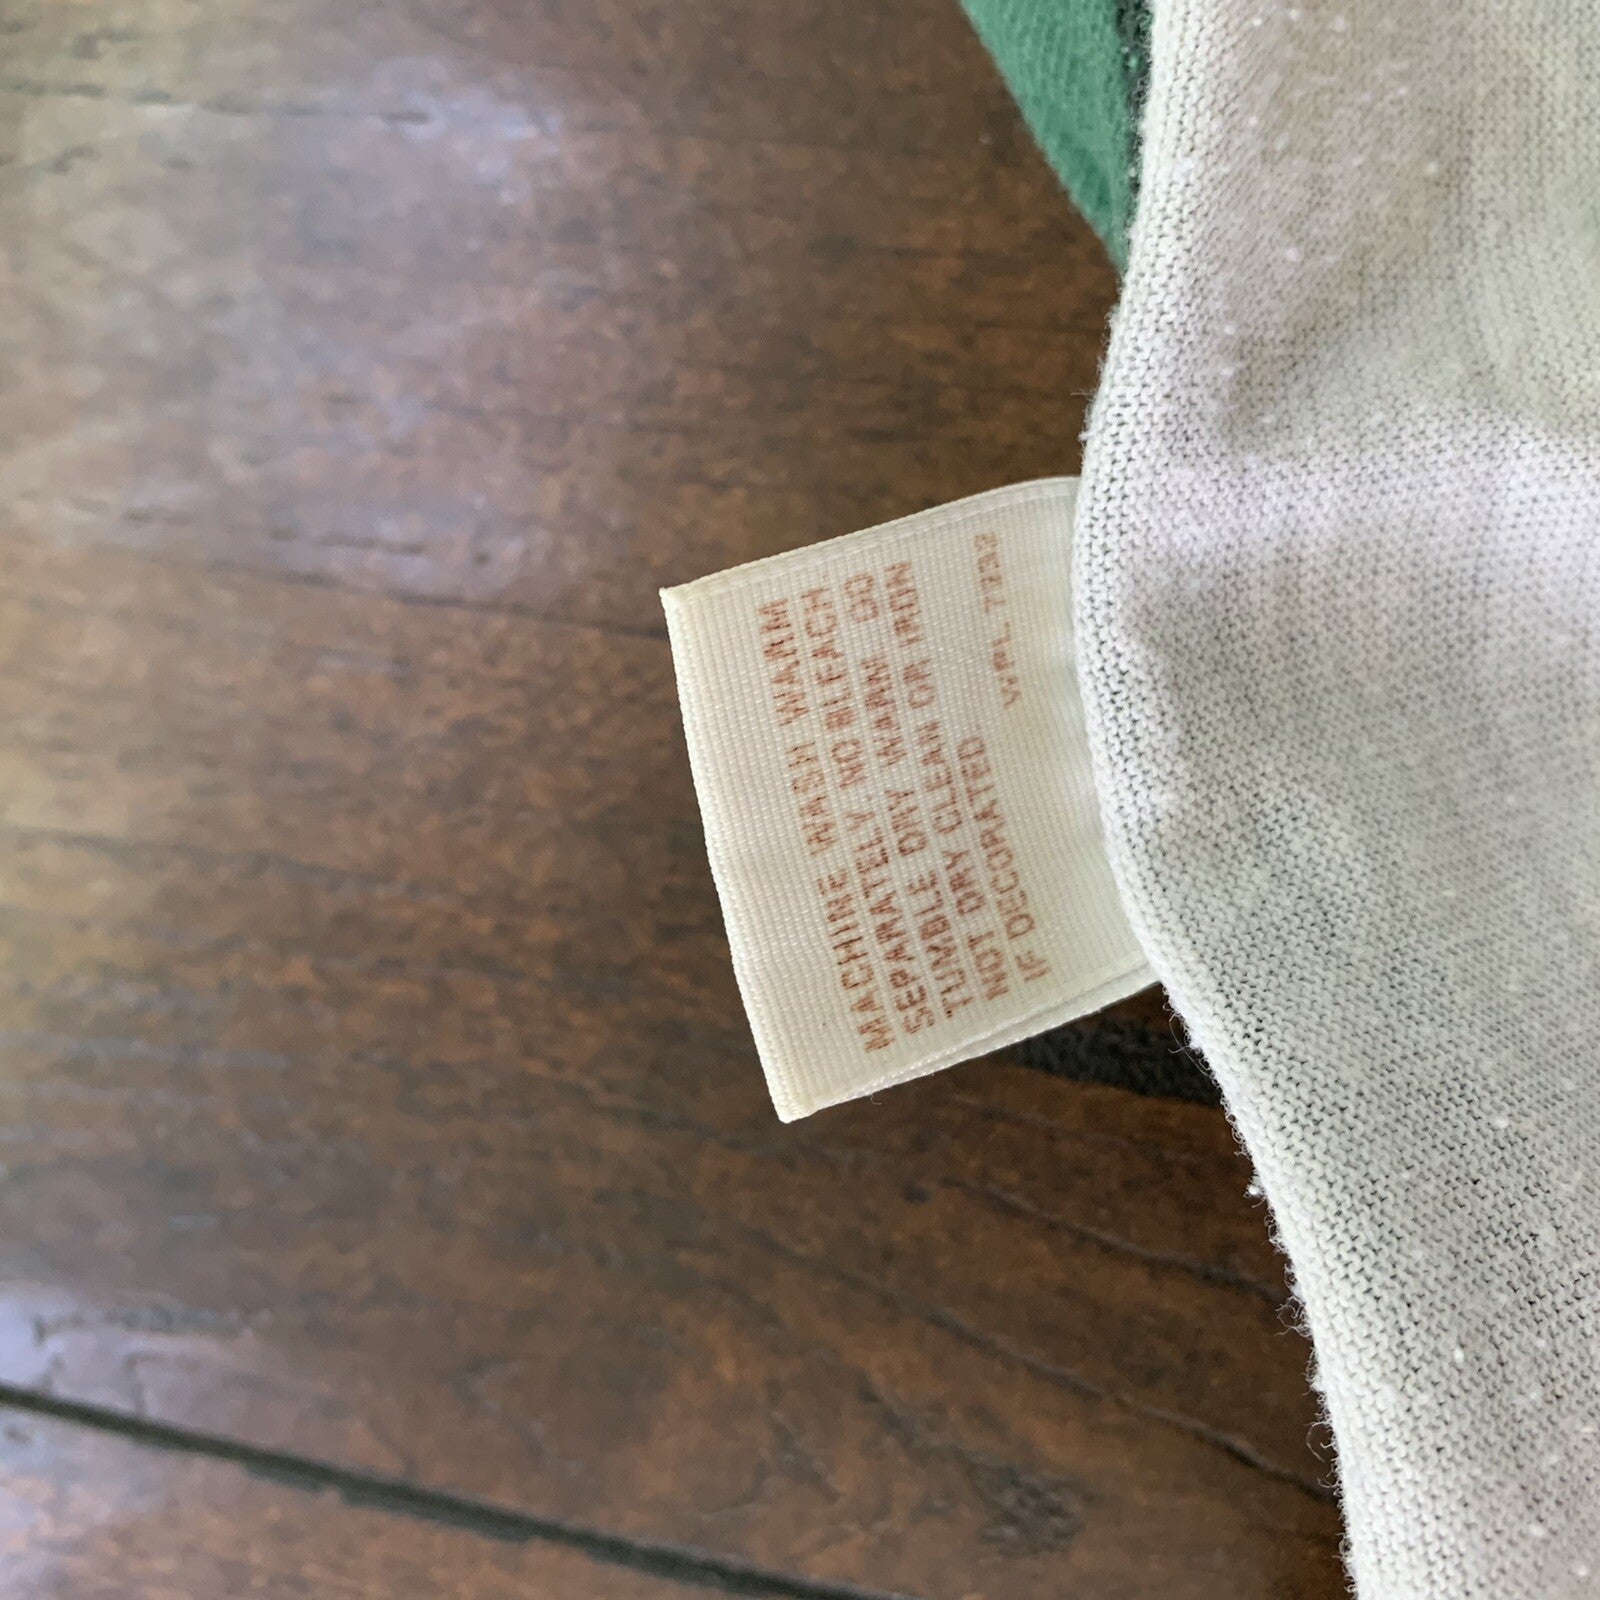 MACHINE WASH WARM
SEPARATELY NO BLEACH
TUMBLE DRY WARM DO
NOT DRY CLEAN OR IRON
IF DECORATED